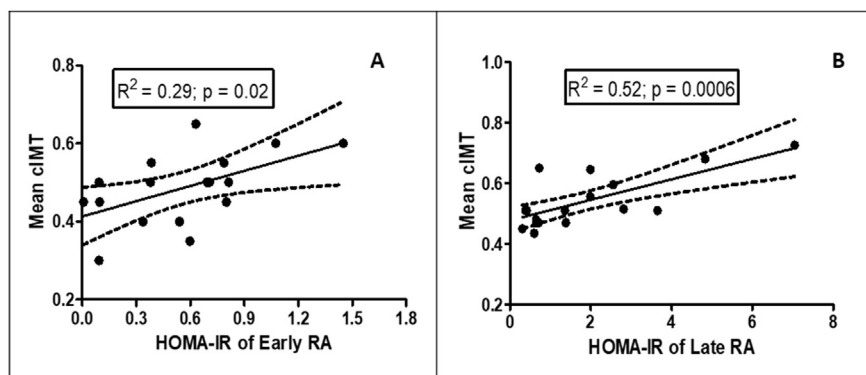 A
R² = 0.29; p = 0.02
Mean cIMT
0.8
0.6
0.4
0.2
0.0 0.3 0.6 0.9 1.2 1.5 1.8
HOMA-IR of Early RA
B
R² = 0.52; p = 0.0006
Mean cIMT
1.0
0.8
0.6
0.4
0.2
0 2 4 6 8
HOMA-IR of Late RA